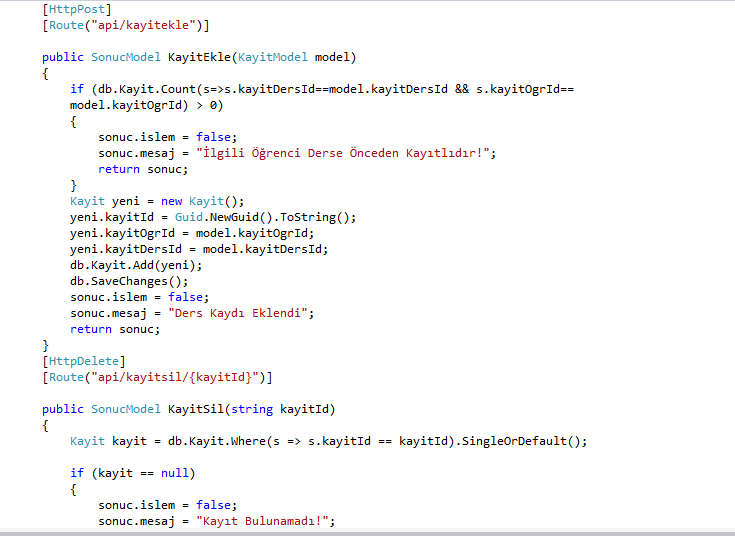 [HttpPost]
[Route("api/kayitekle")]
public SonucModel KayitEkle(KayitModel model)
{
if (db.Kayit.Count(s=>s.kayitDersId==model.kayitDersId && s.kayitOgrId==
model.kayitOgrId) > 0)
{
sonuc.islem = false;
sonuc.mesaj = "İlgili Öğrenci Derse Önceden Kayıtlıdır!";
return sonuc;
}
Kayit yeni = new Kayit();
yeni.kayitId = Guid.NewGuid().ToString();
yeni.kayitOgrId = model.kayitOgrId;
yeni.kayitDersId = model.kayitDersId;
db.Kayit.Add(yeni);
db.SaveChanges();
sonuc.islem = false;
sonuc.mesaj = "Ders Kaydı Eklendi";
return sonuc;
}
[HttpDelete]
[Route("api/kayitsil/{kayitId}")]
public SonucModel KayitSil(string kayitId)
{
Kayit kayit = db.Kayit.Where(s => s.kayitId == kayitId).SingleOrDefault();
if (kayit == null)
{
sonuc.islem = false;
sonuc.mesaj = "Kayıt Bulunamadı!";